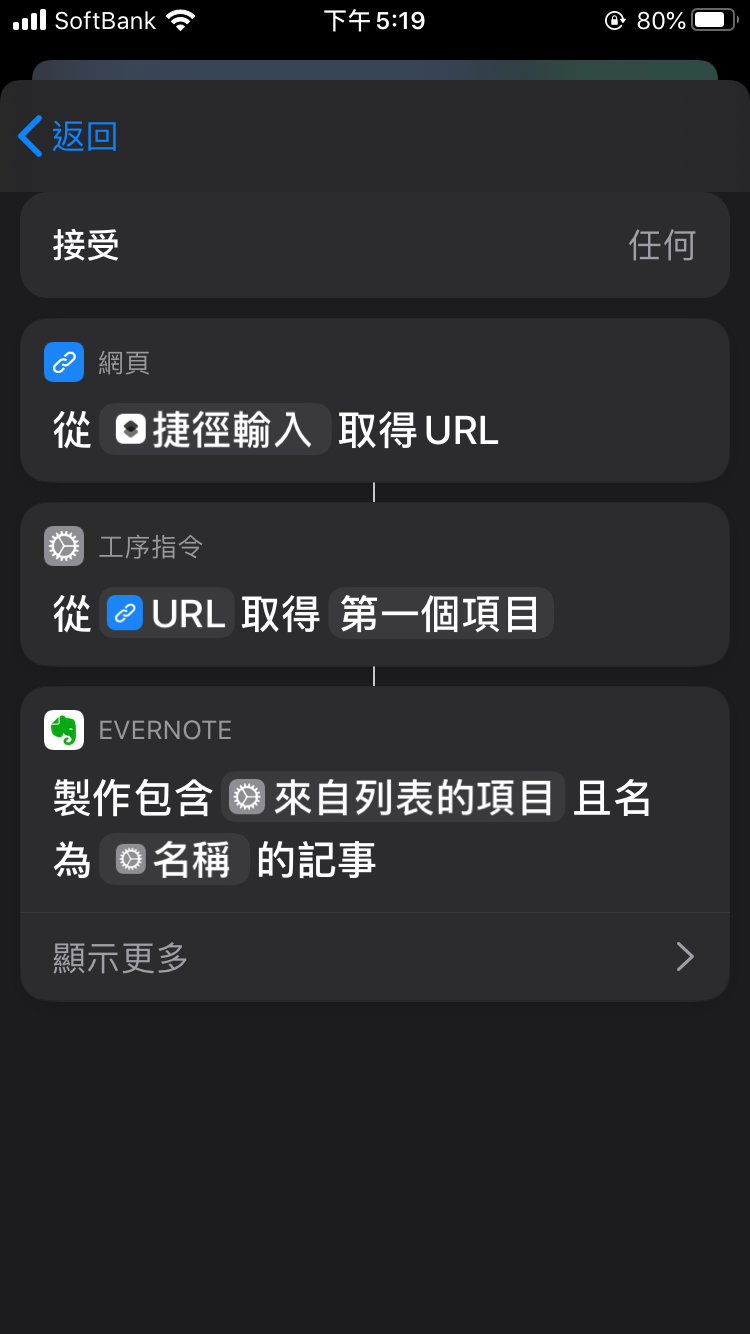 SoftBank 下午5:19 80%
返回
接受 任何
網頁
從 捷徑輸入 取得URL
工序指令
從 URL 取得 第一個項目
EVERNOTE
製作包含 來自列表的項目 且名
為 名稱 的記事
顯示更多